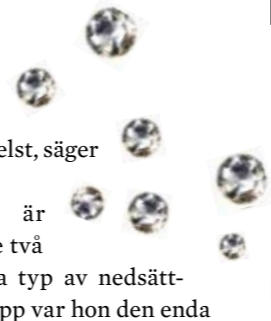 elst, säger
är
e två
a typ av nedsätt-
pp var hon den enda